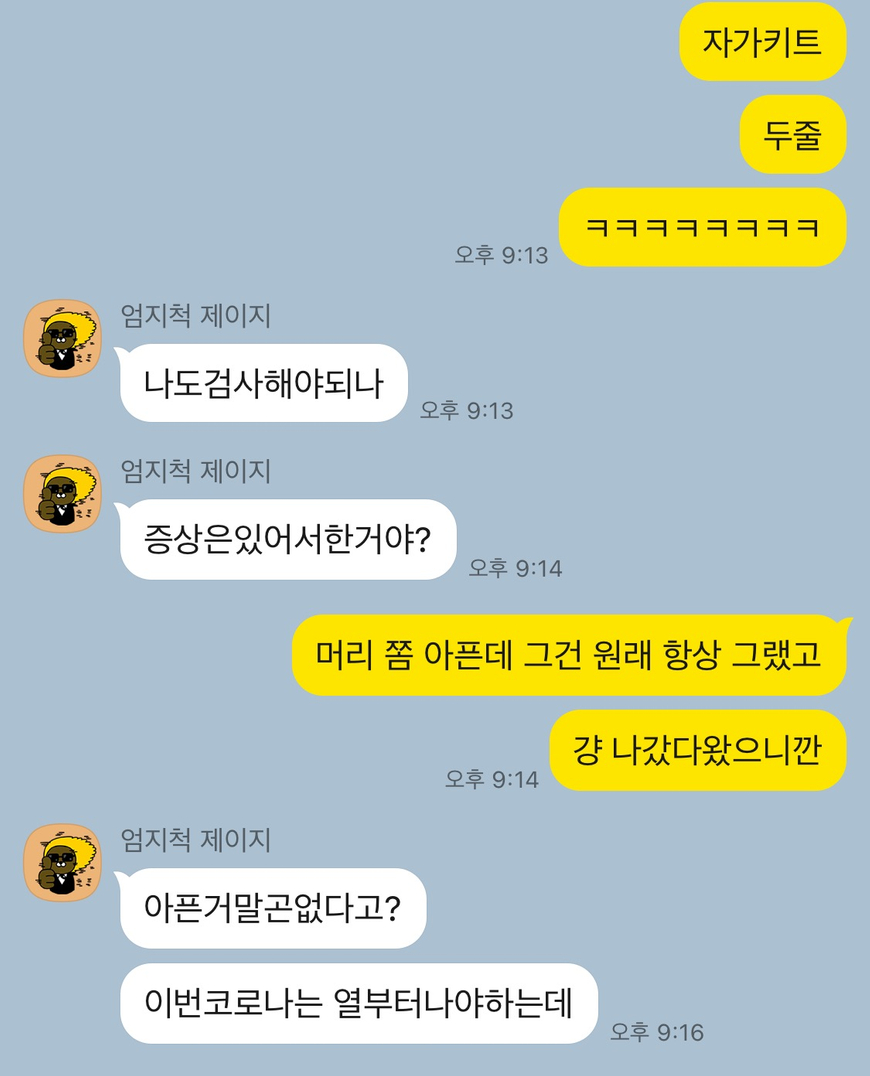 자가키트
두줄
ㅋㅋㅋㅋㅋㅋㅋㅋ
오후 9:13
엄지척 제이지
나도검사해야되나
오후 9:13
엄지척 제이지
증상은있어서한거야?
오후 9:14
머리 쫌 아픈데 그건 원래 항상 그랬고
걍 나갔다왔으니깐
오후 9:14
엄지척 제이지
아픈거말곤없다고?
이번코로나는 열부터나야하는데
오후 9:16